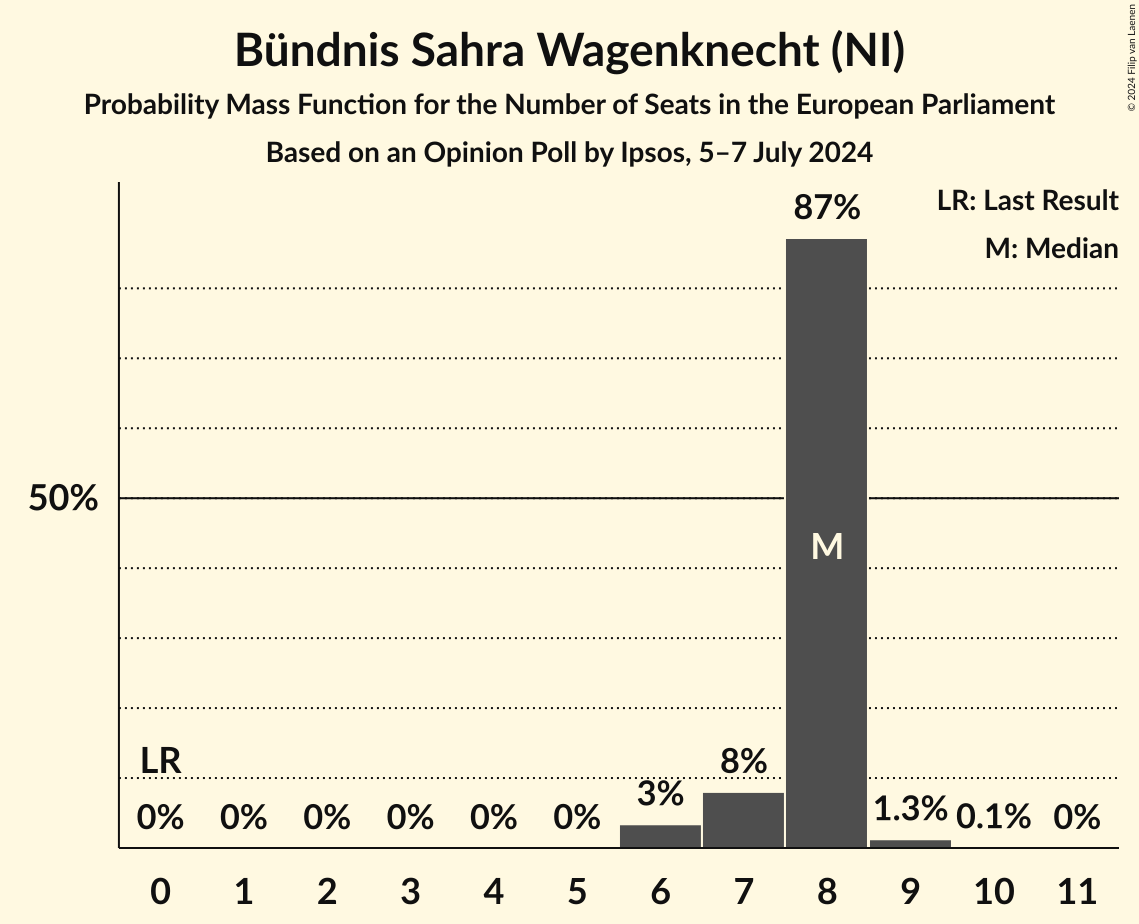 Bündnis Sahra Wagenknecht (NI)
Probability Mass Function for the Number of Seats in the European Parliament
Based on an Opinion Poll by Ipsos, 5–7 July 2024
© 2024 Filip van Laenen
LR: Last Result
M: Median
87%
50%
M
LR
0% 0% 0% 0% 0% 0% 3% 8% 1.3% 0.1% 0%
0 1 2 3 4 5 6 7 8 9 10 11